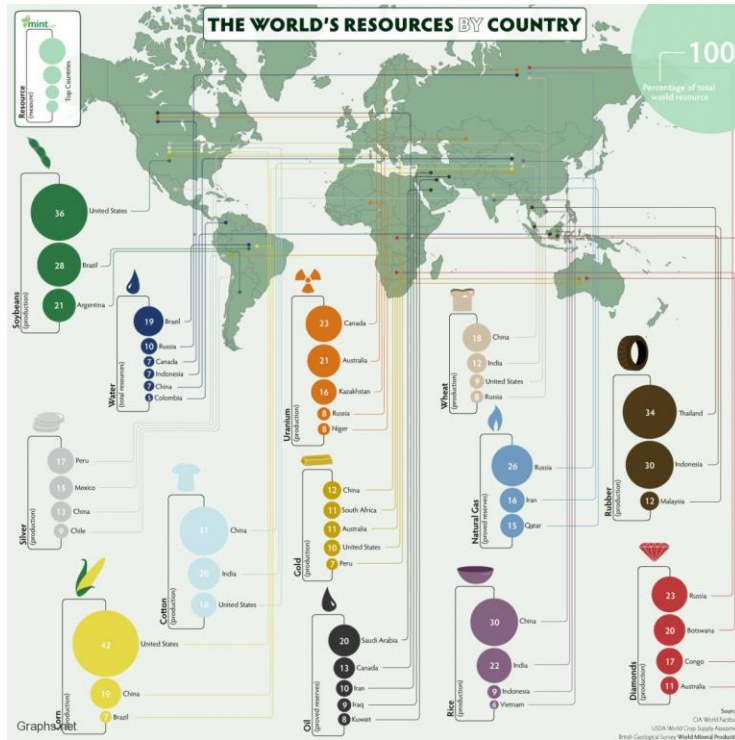 mint.com
THE WORLD'S RESOURCES BY COUNTRY
Resource
(measure)
Top Countries
100
Percentage of total
world resource
Soybeans
(production)
36 United States
28 Brazil
21 Argentina
Water
(total resources)
19 Brazil
10 Russia
7 Canada
7 Indonesia
7 China
5 Colombia
Uranium
(production)
23 Canada
21 Australia
16 Kazakhstan
8 Russia
8 Niger
Wheat
(production)
18 China
12 India
9 United States
8 Russia
Rubber
(production)
34 Thailand
30 Indonesia
12 Malaysia
Silver
(production)
17 Peru
15 Mexico
13 China
9 Chile
Cotton
(production)
31 China
20 India
16 United States
Gold
(production)
12 China
11 South Africa
11 Australia
10 United States
7 Peru
Natural Gas
(proved reserves)
26 Russia
16 Iran
15 Qatar
Corn
(production)
42 United States
19 China
7 Brazil
Oil
(proved reserves)
20 Saudi Arabia
13 Canada
10 Iran
9 Iraq
8 Kuwait
Rice
(production)
30 China
22 India
9 Indonesia
6 Vietnam
Diamonds
(production)
23 Russia
20 Botswana
17 Congo
11 Australia
Graphs.net
Sourc
CIA World Factbo
USDA World Crop Supply Assessme
British Geological Survey World Mineral Producti